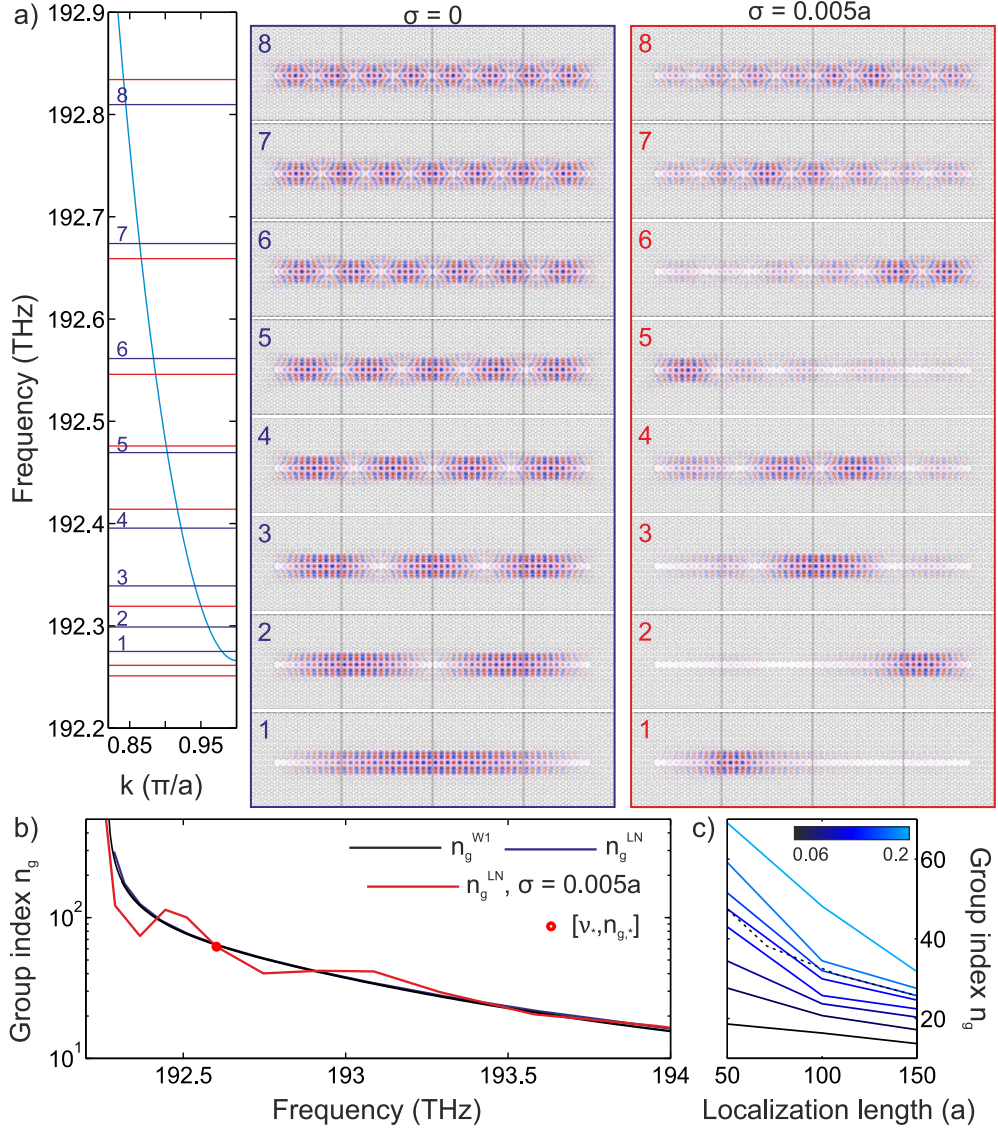 a)
σ = 0
σ = 0.005a
192.9
192.8
192.7
192.6
192.5
192.4
192.3
192.2
Frequency (THz)
8
7
6
5
4
3
2
1
0.85 0.95
k (π/a)
8
7
6
5
4
3
2
1
8
7
6
5
4
3
2
1
b)
n_g^W1
n_g^LN
n_g^LN, σ = 0.005a
[ν⋆,n_g,⋆]
10^2
10^1
Group index n_g
192.5 193 193.5 194
Frequency (THz)
c)
0.06 0.2
60
40
20
Group index n_g
50 100 150
Localization length (a)